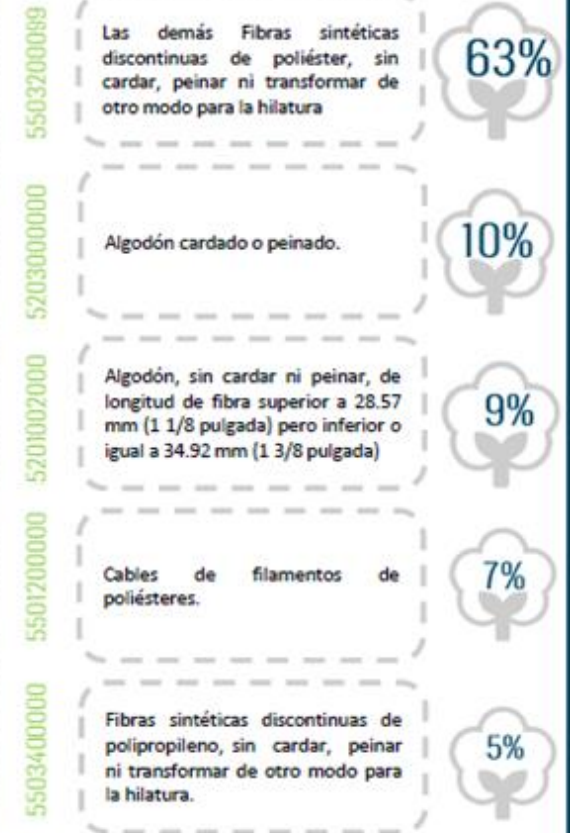 5503200099
Las demás Fibras sintéticas
discontinuas de poliéster, sin
cardar, peinar ni transformar de
otro modo para la hilatura
63%
5203000000
Algodón cardado o peinado.
10%
5201002000
Algodón, sin cardar ni peinar, de
longitud de fibra superior a 28.57
mm (1 1/8 pulgada) pero inferior o
igual a 34.92 mm (1 3/8 pulgada)
9%
5501200000
Cables de filamentos de
poliésteres.
7%
5503400000
Fibras sintéticas discontinuas de
polipropileno, sin cardar, peinar
ni transformar de otro modo para
la hilatura.
5%